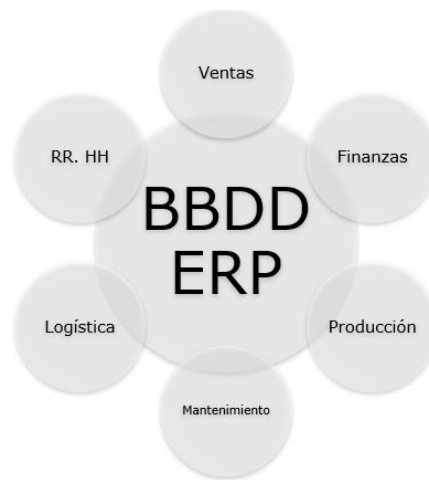 Ventas
RR. HH
Finanzas
BBDD
ERP
Logística
Producción
Mantenimiento